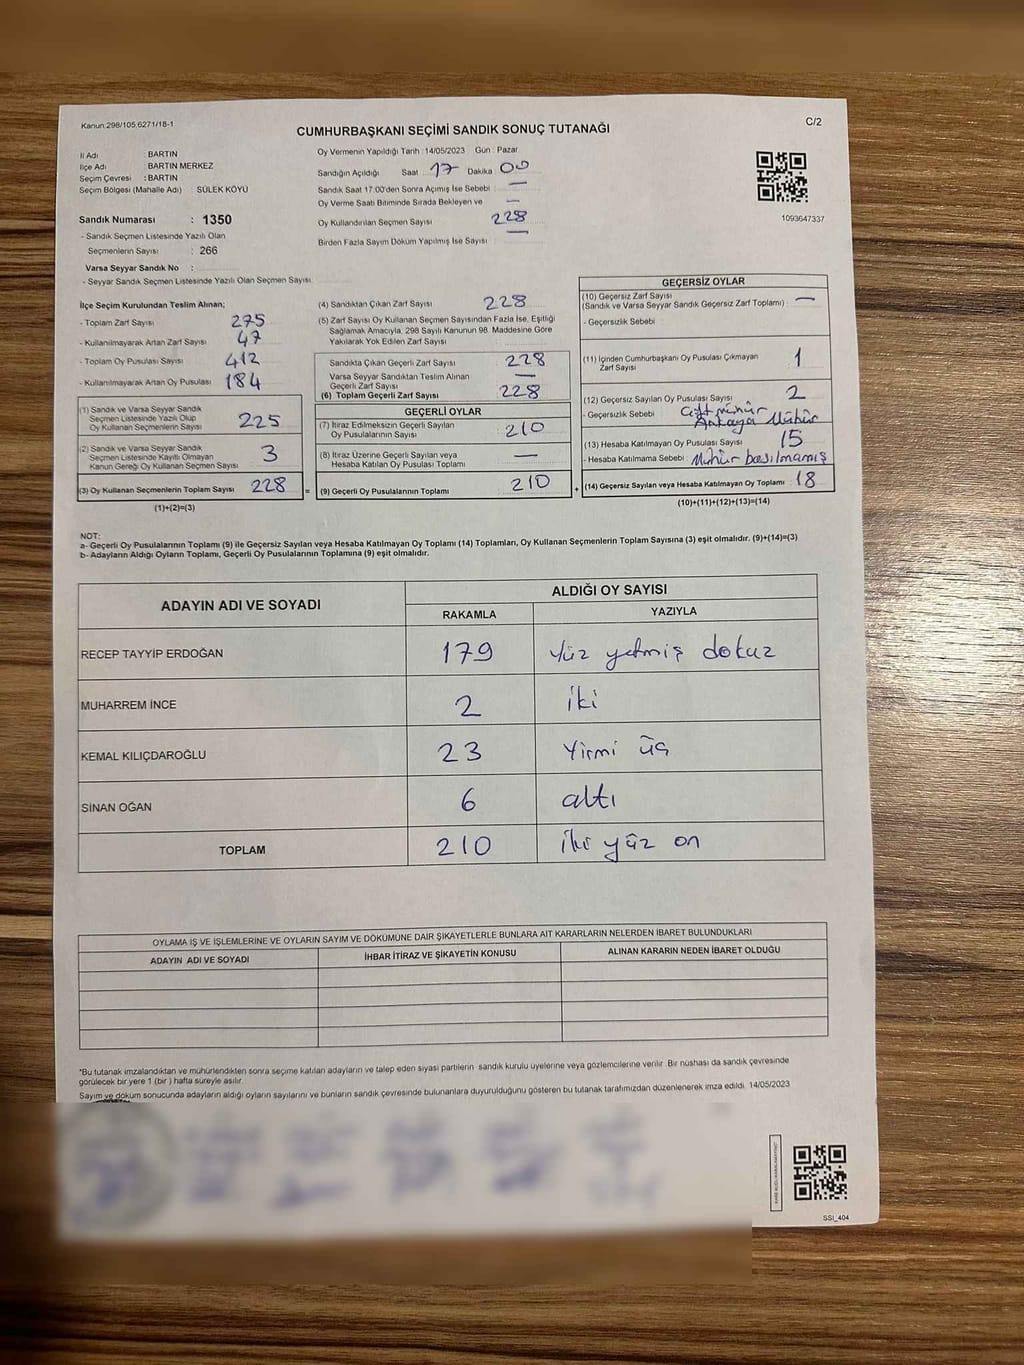 Kanun:298/105,6271/18-1
C/2
CUMHURBAŞKANI SEÇİMİ SANDIK SONUÇ TUTANAĞI
İl Adı : BARTIN
İlçe Adı : BARTIN MERKEZ
Seçim Çevresi : BARTIN
Seçim Bölgesi (Mahalle Adı) : SÜLEK KÖYÜ
Sandık Numarası : 1350
- Sandık Seçmen Listesinde Yazılı Olan
Seçmenlerin Sayısı : 266
Varsa Seyyar Sandık No :
- Seyyar Sandık Seçmen Listesinde Yazılı Olan Seçmen Sayısı :
Oy Vermenin Yapıldığı Tarih : 14/05/2023 Gün : Pazar
Sandığın Açıldığı Saat : 17 Dakika : 00
Sandık Saat 17:00'den Sonra Açılmış İse Sebebi : —
Oy Verme Saati Bitiminde Sırada Bekleyen ve —
Oy Kullandırılan Seçmen Sayısı 228
Birden Fazla Sayım Döküm Yapılmış İse Sayısı : —
1093647337
İlçe Seçim Kurulundan Teslim Alınan;
- Toplam Zarf Sayısı : 275
- Kullanılmayarak Artan Zarf Sayısı : 47
- Toplam Oy Pusulası Sayısı : 412
- Kullanılmayarak Artan Oy Pusulası : 184
(1) Sandık ve Varsa Seyyar Sandık
Seçmen Listesinde Yazılı Olup
Oy Kullanan Seçmenlerin Sayısı : 225
(2) Sandık ve Varsa Seyyar Sandık
Seçmen Listesinde Kayıtlı Olmayan
Kanun Gereği Oy Kullanan Seçmen Sayısı : 3
(3) Oy Kullanan Seçmenlerin Toplam Sayısı : 228
(1)+(2)=(3)
=
(4) Sandıktan Çıkan Zarf Sayısı : 228
(5) Zarf Sayısı Oy Kullanan Seçmen Sayısından Fazla İse, Eşitliği
Sağlamak Amacıyla, 298 Sayılı Kanunun 98. Maddesine Göre
Yakılarak Yok Edilen Zarf Sayısı :
Sandıkta Çıkan Geçerli Zarf Sayısı : 228
Varsa Seyyar Sandıktan Teslim Alınan
Geçerli Zarf Sayısı : —
(6) Toplam Geçerli Zarf Sayısı : 228
GEÇERLİ OYLAR
(7) İtiraz Edilmeksizin Geçerli Sayılan
Oy Pusulalarının Sayısı : 210
(8) İtiraz Üzerine Geçerli Sayılan veya
Hesaba Katılan Oy Pusulası Toplamı : —
(9) Geçerli Oy Pusulalarının Toplamı : 210
+
GEÇERSİZ OYLAR
(10) Geçersiz Zarf Sayısı : —
(Sandık ve Varsa Seyyar Sandık Geçersiz Zarf Toplamı)
- Geçersizlik Sebebi :
(11) İçinden Cumhurbaşkanı Oy Pusulası Çıkmayan
Zarf Sayısı : 1
(12) Geçersiz Sayılan Oy Pusulası Sayısı : 2
- Geçersizlik Sebebi : çift mühür
Arkaya Mühür
(13) Hesaba Katılmayan Oy Pusulası Sayısı : 15
- Hesaba Katılmama Sebebi : Mühür basılmamış
(14) Geçersiz Sayılan veya Hesaba Katılmayan Oy Toplamı : 18
(10)+(11)+(12)+(13)=(14)
NOT:
a- Geçerli Oy Pusulalarının Toplamı (9) ile Geçersiz Sayılan veya Hesaba Katılmayan Oy Toplamı (14) Toplamları, Oy Kullanan Seçmenlerin Toplam Sayısına (3) eşit olmalıdır. (9)+(14)=(3)
b- Adayların Aldığı Oyların Toplamı, Geçerli Oy Pusulalarının Toplamına (9) eşit olmalıdır.
ADAYIN ADI VE SOYADI ALDIĞI OY SAYISI
RAKAMLA YAZIYLA
RECEP TAYYİP ERDOĞAN 179 Yüz yetmiş dokuz
MUHARREM İNCE 2 iki
KEMAL KILIÇDAROĞLU 23 Yirmi üç
SİNAN OĞAN 6 altı
TOPLAM 210 iki yüz on
OYLAMA İŞ VE İŞLEMLERİNE VE OYLARIN SAYIM VE DÖKÜMÜNE DAİR ŞİKAYETLERLE BUNLARA AİT KARARLARIN NELERDEN İBARET BULUNDUKLARI
ADAYIN ADI VE SOYADI İHBAR İTİRAZ VE ŞİKAYETİN KONUSU ALINAN KARARIN NEDEN İBARET OLDUĞU
*Bu tutanak imzalandıktan ve mühürlendikten sonra seçime katılan adayların ve talep eden siyasi partilerin sandık kurulu üyelerine veya gözlemcilerine verilir. Bir nüshası da sandık çevresinde
görülecek bir yere 1 (bir) hafta süreyle asılır.
Sayım ve döküm sonucunda adayların aldığı oyların sayılarını ve bunların sandık çevresinde bulunanlara duyurulduğunu gösteren bu tutanak tarafımızdan düzenlenerek imza edildi. 14/05/2023
SSI_404